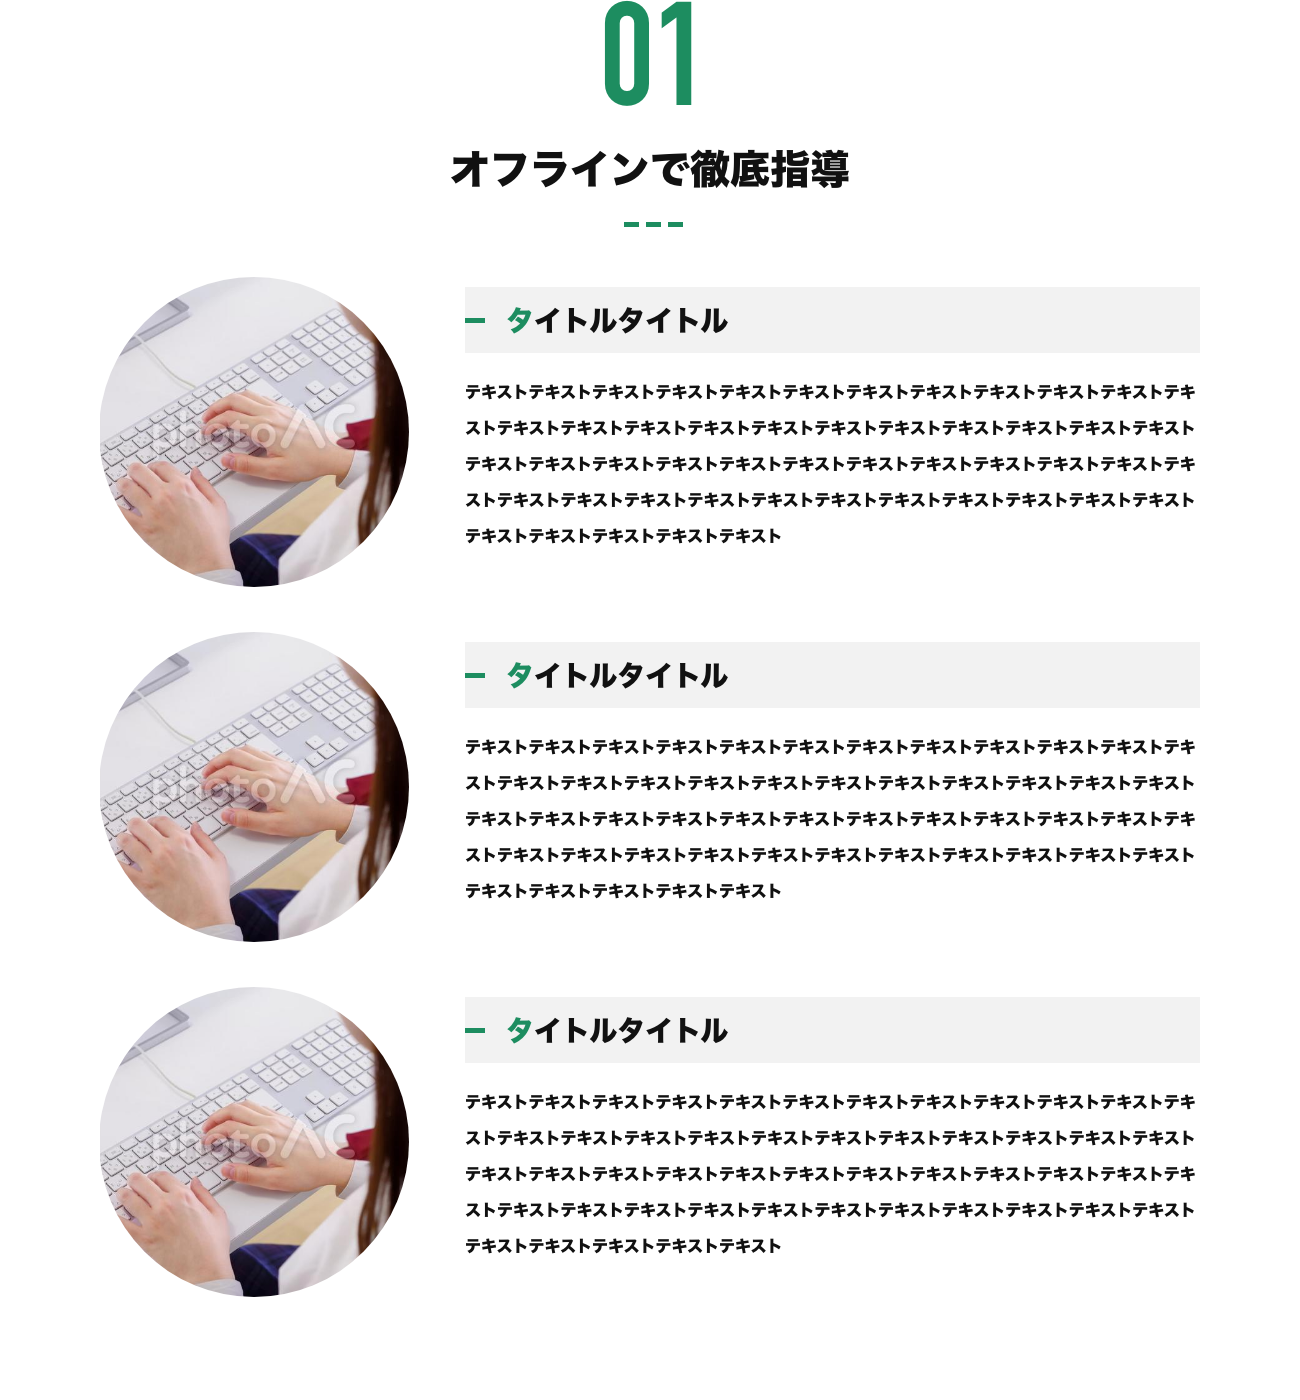 01
オフラインで徹底指導
タイトルタイトル
photoAC
テキストテキストテキストテキストテキストテキストテキストテキストテキストテキストテキストテキ
ストテキストテキストテキストテキストテキストテキストテキストテキストテキストテキストテキスト
テキストテキストテキストテキストテキストテキストテキストテキストテキストテキストテキストテキ
ストテキストテキストテキストテキストテキストテキストテキストテキストテキストテキストテキスト
テキストテキストテキストテキストテキスト
タイトルタイトル
photoAC
テキストテキストテキストテキストテキストテキストテキストテキストテキストテキストテキストテキ
ストテキストテキストテキストテキストテキストテキストテキストテキストテキストテキストテキスト
テキストテキストテキストテキストテキストテキストテキストテキストテキストテキストテキストテキ
ストテキストテキストテキストテキストテキストテキストテキストテキストテキストテキストテキスト
テキストテキストテキストテキストテキスト
タイトルタイトル
photoAC
テキストテキストテキストテキストテキストテキストテキストテキストテキストテキストテキストテキ
ストテキストテキストテキストテキストテキストテキストテキストテキストテキストテキストテキスト
テキストテキストテキストテキストテキストテキストテキストテキストテキストテキストテキストテキ
ストテキストテキストテキストテキストテキストテキストテキストテキストテキストテキストテキスト
テキストテキストテキストテキストテキスト